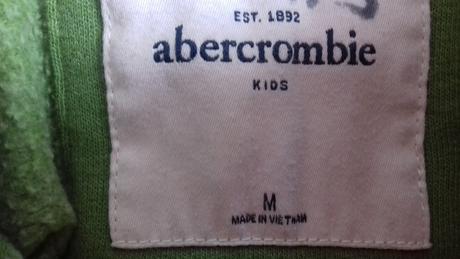 EST. 1892
abercrombie
KIDS
M
MADE IN VIETNAM